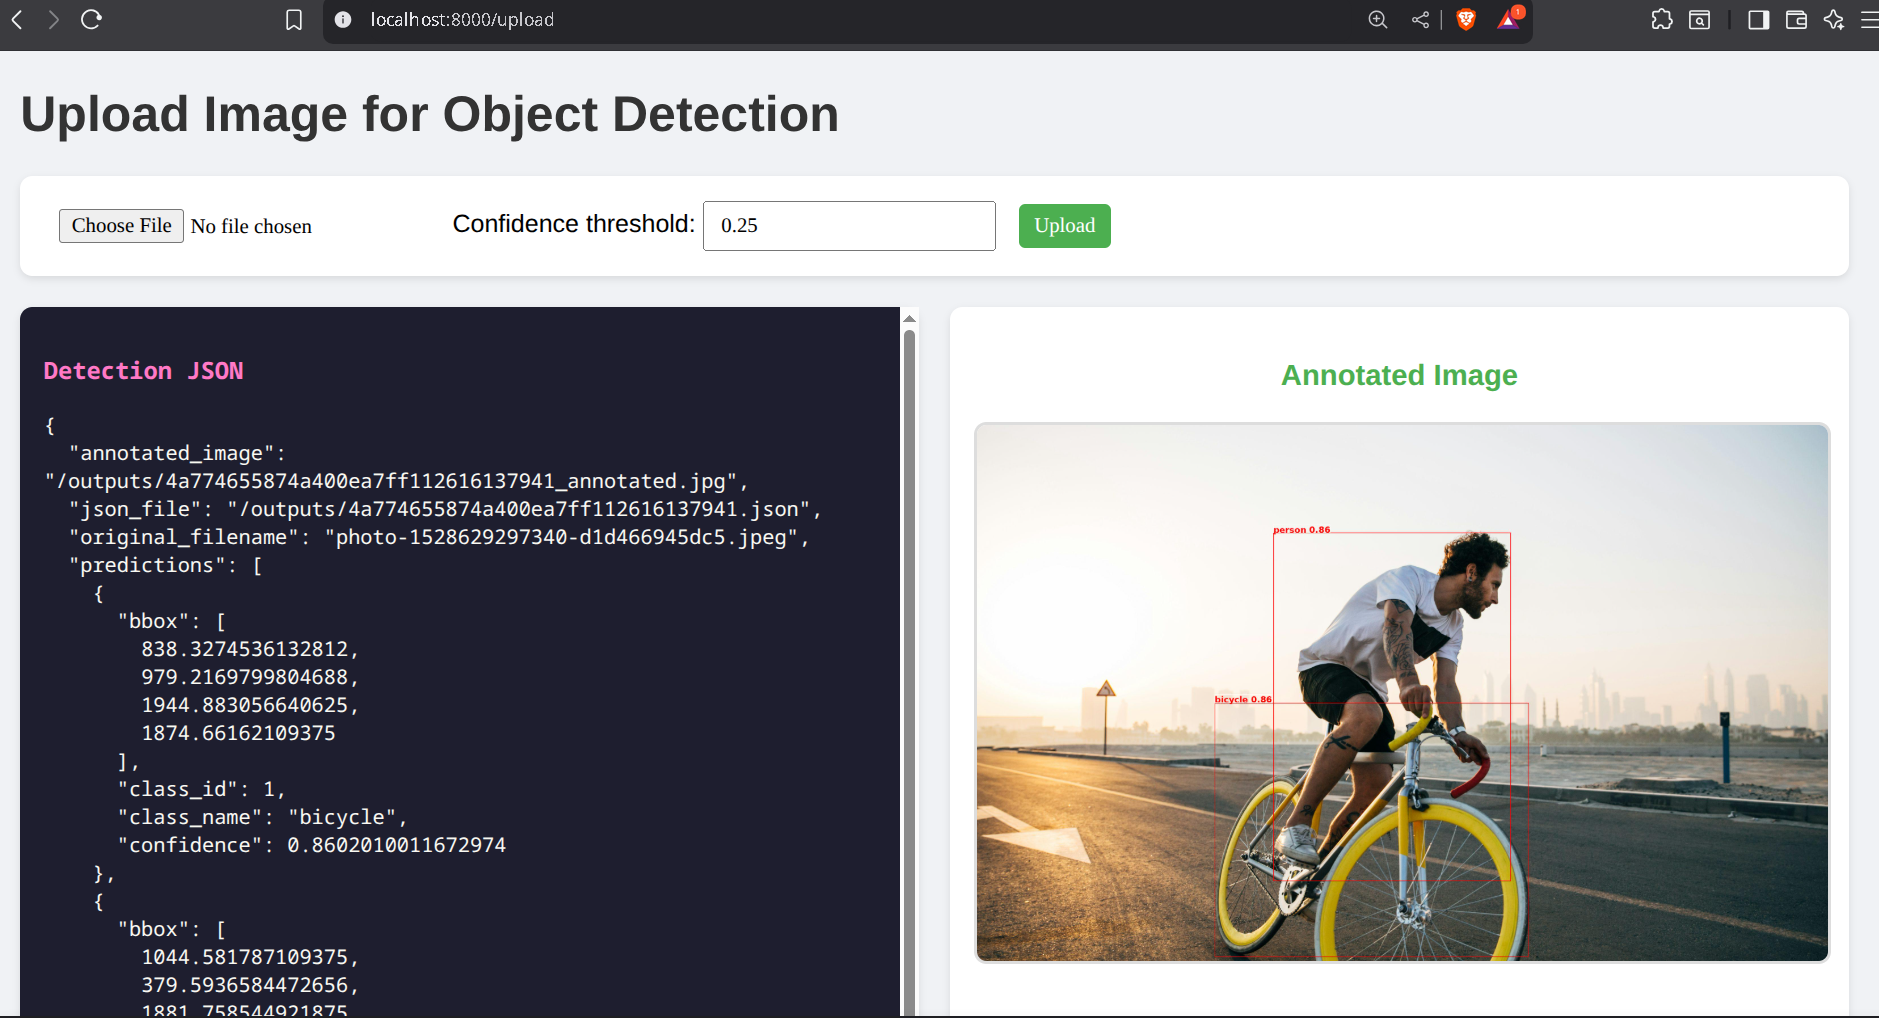 localhost:8000/upload
1
Upload Image for Object Detection
Choose File No file chosen
Confidence threshold: 0.25
Upload
Detection JSON
{
"annotated_image":
"/outputs/4a774655874a400ea7ff112616137941_annotated.jpg",
"json_file": "/outputs/4a774655874a400ea7ff112616137941.json",
"original_filename": "photo-1528629297340-d1d466945dc5.jpeg",
"predictions": [
{
"bbox": [
838.3274536132812,
979.2169799804688,
1944.883056640625,
1874.66162109375
],
"class_id": 1,
"class_name": "bicycle",
"confidence": 0.8602010011672974
},
{
"bbox": [
1044.581787109375,
379.5936584472656,
1881.758544921875,
Annotated Image
person 0.86
bicycle 0.86